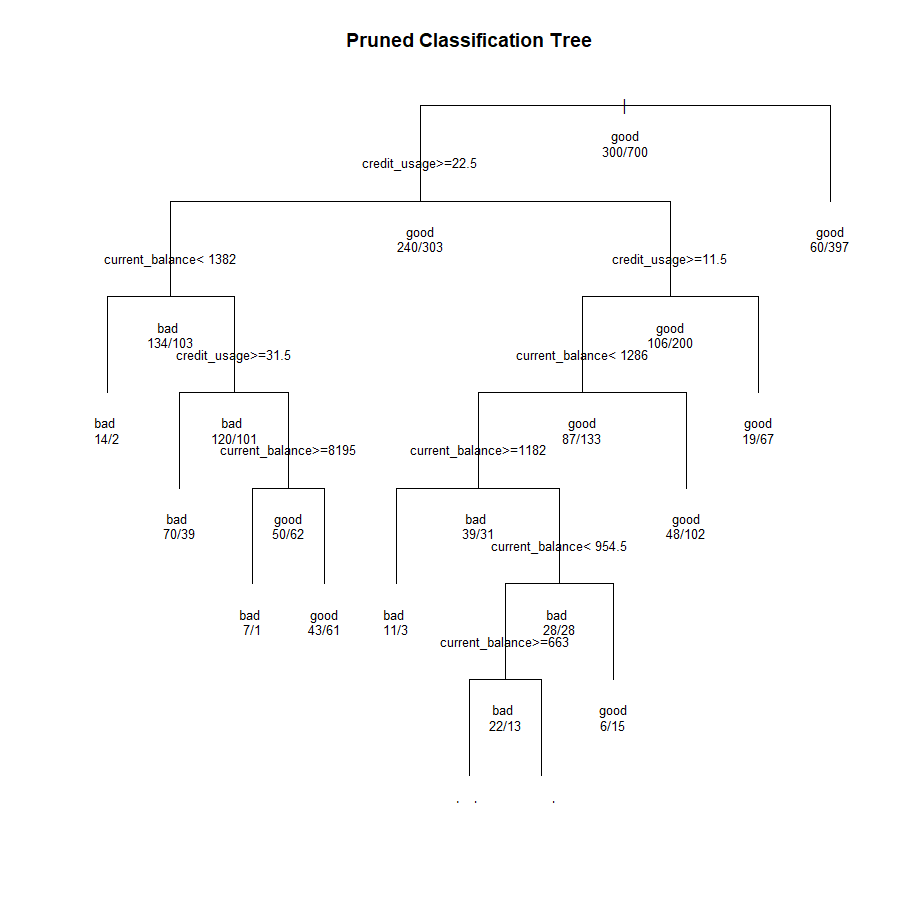 Pruned Classification Tree
good
300/700
credit_usage>=22.5
good
240/303
good
60/397
current_balance< 1382
credit_usage>=11.5
bad
134/103
good
106/200
credit_usage>=31.5
current_balance< 1286
bad
14/2
bad
120/101
good
87/133
good
19/67
current_balance>=8195
current_balance>=1182
bad
70/39
good
50/62
bad
39/31
good
48/102
current_balance< 954.5
bad
7/1
good
43/61
bad
11/3
bad
28/28
current_balance>=663
bad
22/13
good
6/15